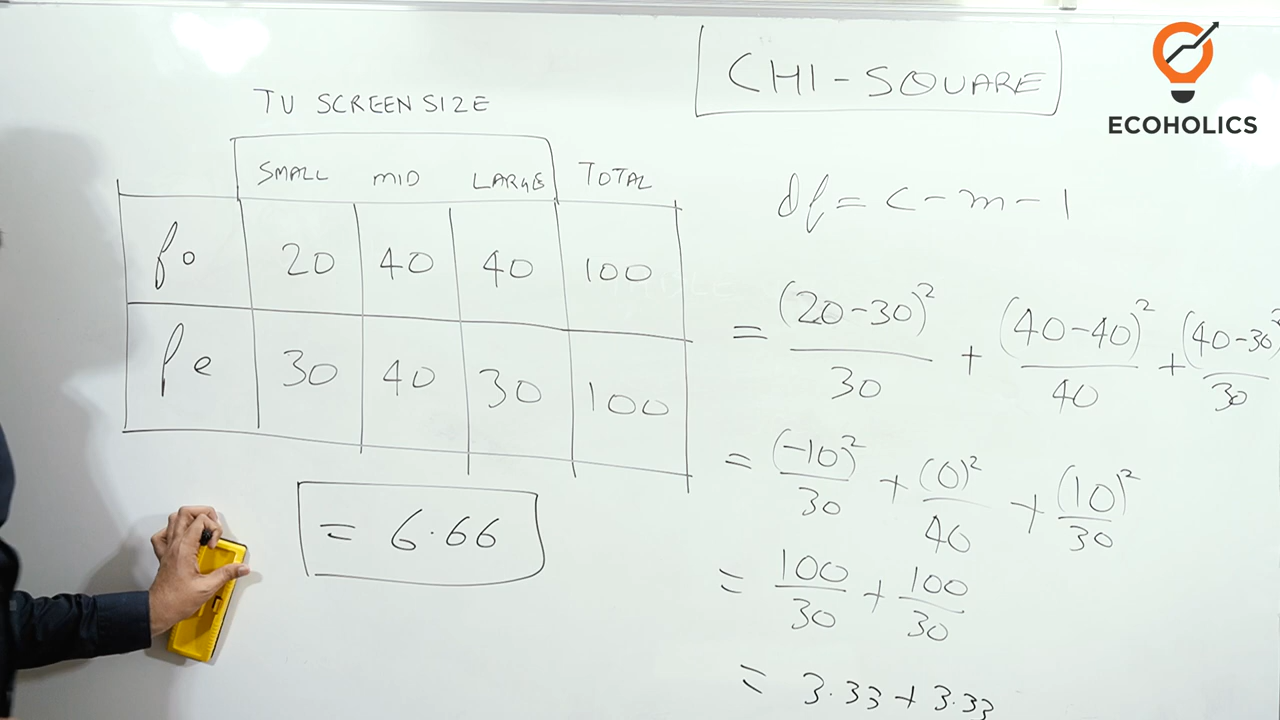 CHI-SQUARE
ECOHOLICS
TV SCREEN SIZE
SMALL MID LARGE TOTAL
fo 20 40 40 100
fe 30 40 30 100
= 6.66
df = c - m - 1
= (20-30)²/30 + (40-40)²/40 + (40-30)²/30
= (-10)²/30 + (0)²/40 + (10)²/30
= 100/30 + 100/30
= 3.33 + 3.33